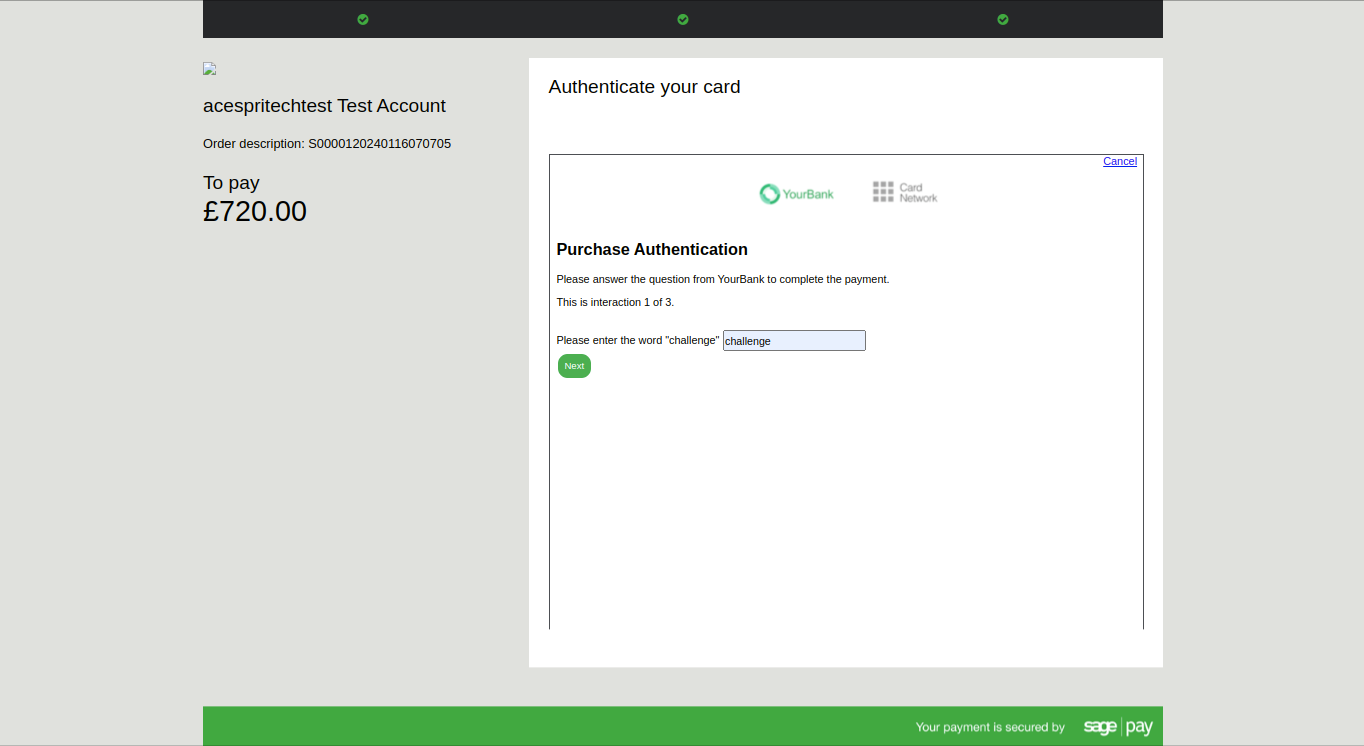 acespritechtest Test Account
Order description: S0000120240116070705
To pay
£720.00
Authenticate your card
Cancel
YourBank
Card
Network
Purchase Authentication
Please answer the question from YourBank to complete the payment.
This is interaction 1 of 3.
Please enter the word "challenge" challenge
Next
Your payment is secured by sage pay